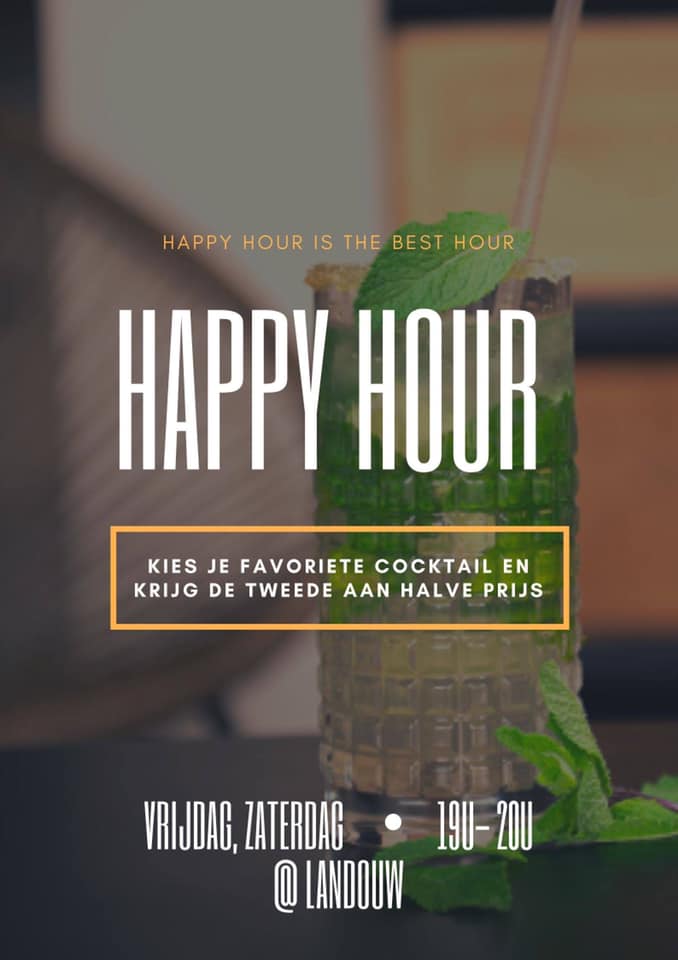 HAPPY HOUR IS THE BEST HOUR
HAPPY HOUR
KIES JE FAVORIETE COCKTAIL EN
KRIJG DE TWEEDE AAN HALVE PRIJS
VRIJDAG, ZATERDAG • 19U– 20U
@ LANDOUW